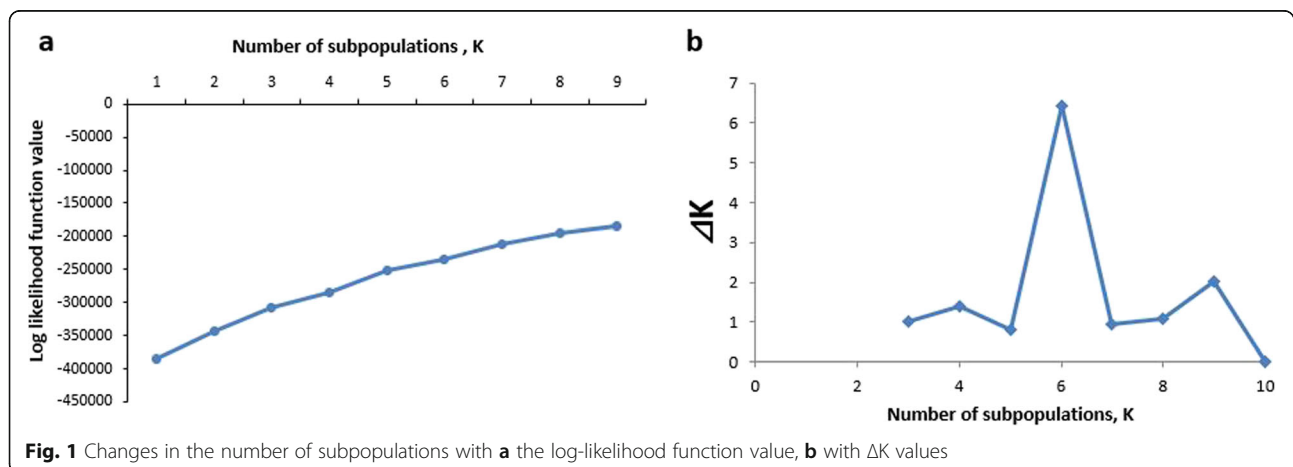 a
Number of subpopulations , K
1 2 3 4 5 6 7 8 9
Log likelihood function value
0
-50000
-100000
-150000
-200000
-250000
-300000
-350000
-400000
-450000
b
ΔK
7
6
5
4
3
2
1
0
0 2 4 6 8 10
Number of subpopulations, K
Fig. 1 Changes in the number of subpopulations with a the log-likelihood function value, b with ΔK values